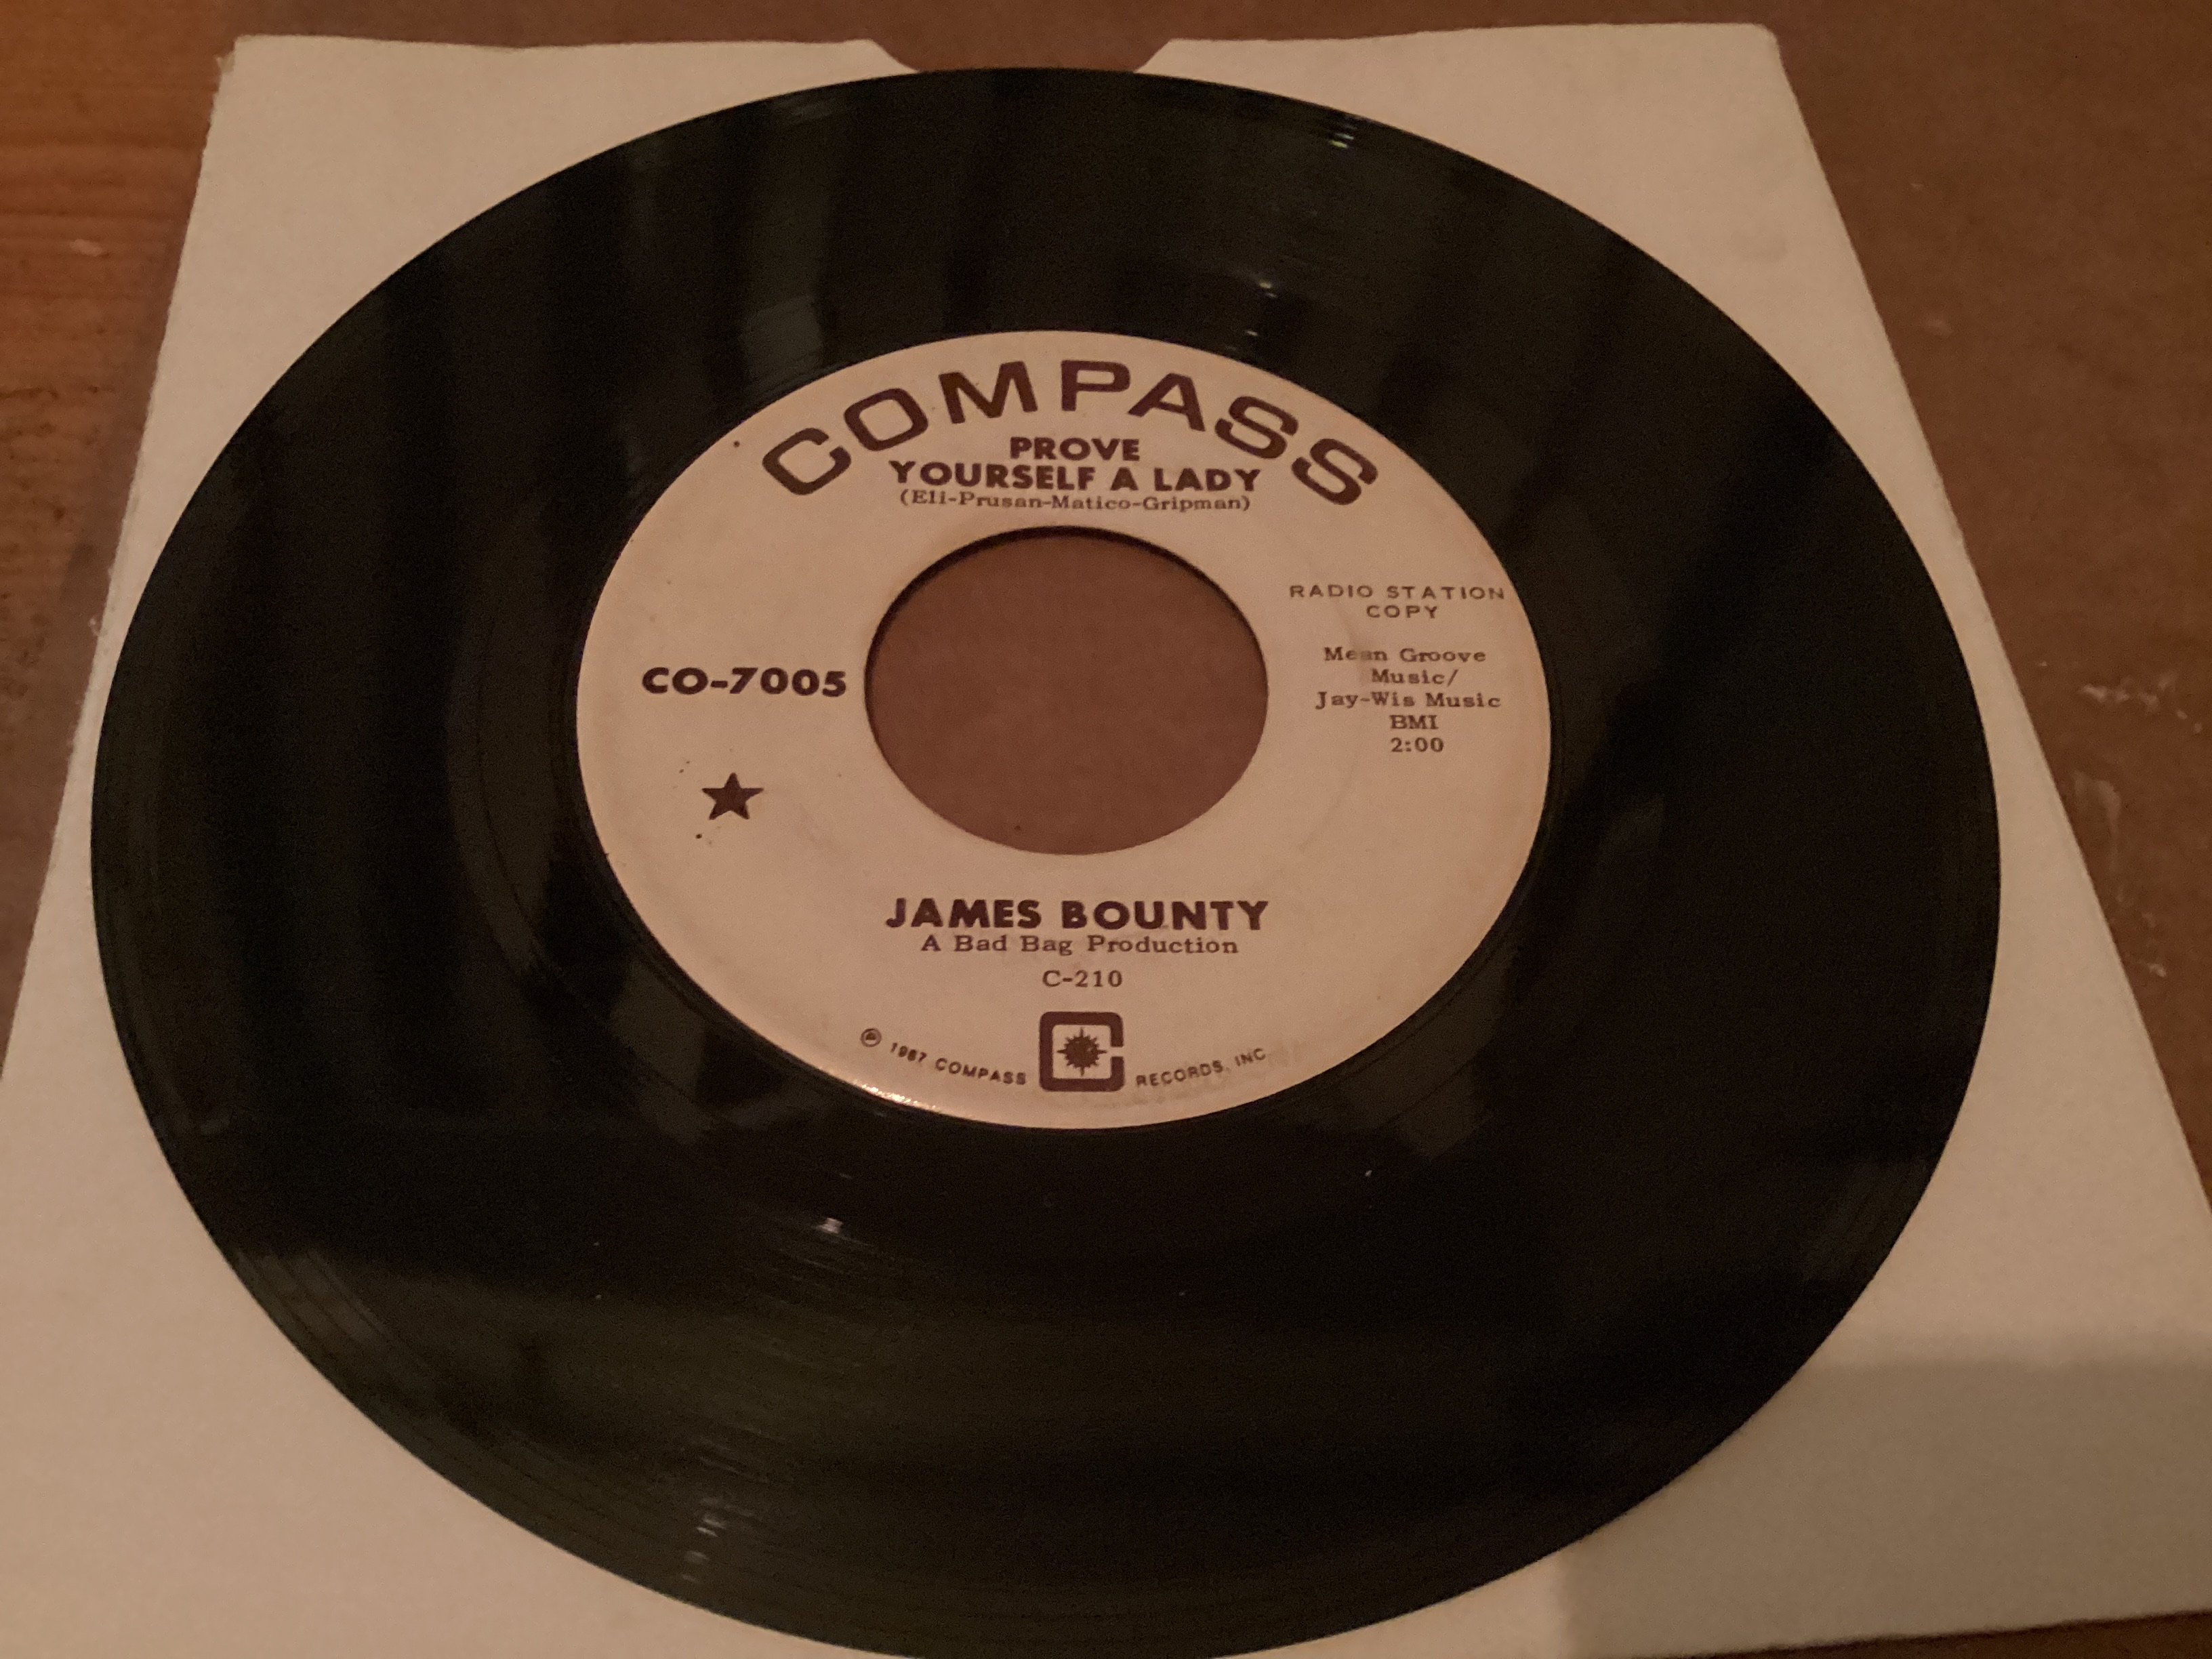 COMPASS
PROVE
YOURSELF A LADY
(Eli-Prusan-Matico-Gripman)
RADIO STATION
COPY
Mean Groove
Music/
Jay-Wis Music
BMI
2:00
CO-7005
JAMES BOUNTY
A Bad Bag Production
C-210
℗ 1967 COMPASS RECORDS, INC.